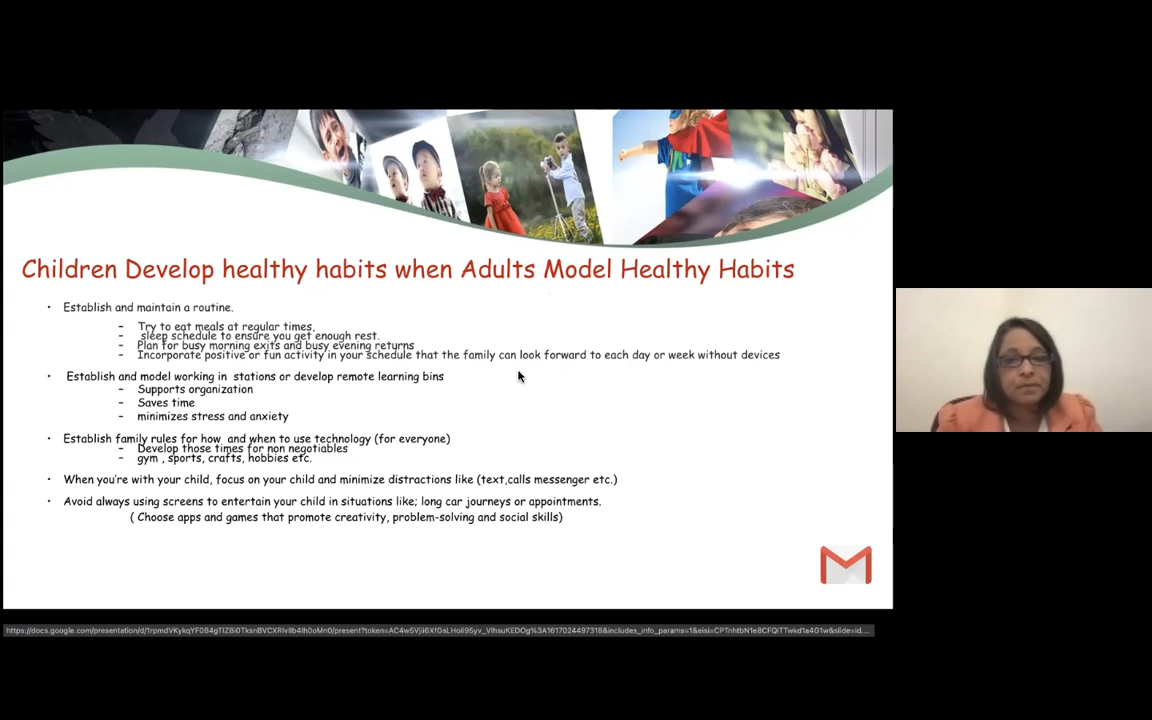 Children Develop healthy habits when Adults Model Healthy Habits
• Establish and maintain a routine.
– Try to eat meals at regular times,
– sleep schedule to ensure you get enough rest.
– Plan for busy morning exits and busy evening returns
– Incorporate positive or fun activity in your schedule that the family can look forward to each day or week without devices
• Establish and model working in stations or develop remote learning bins
– Supports organization
– Saves time
– minimizes stress and anxiety
• Establish family rules for how and when to use technology (for everyone)
– Develop those times for non negotiables
– gym , sports, crafts, hobbies etc.
• When you're with your child, focus on your child and minimize distractions like (text,calls messenger etc.)
• Avoid always using screens to entertain your child in situations like; long car journeys or appointments.
( Choose apps and games that promote creativity, problem-solving and social skills)